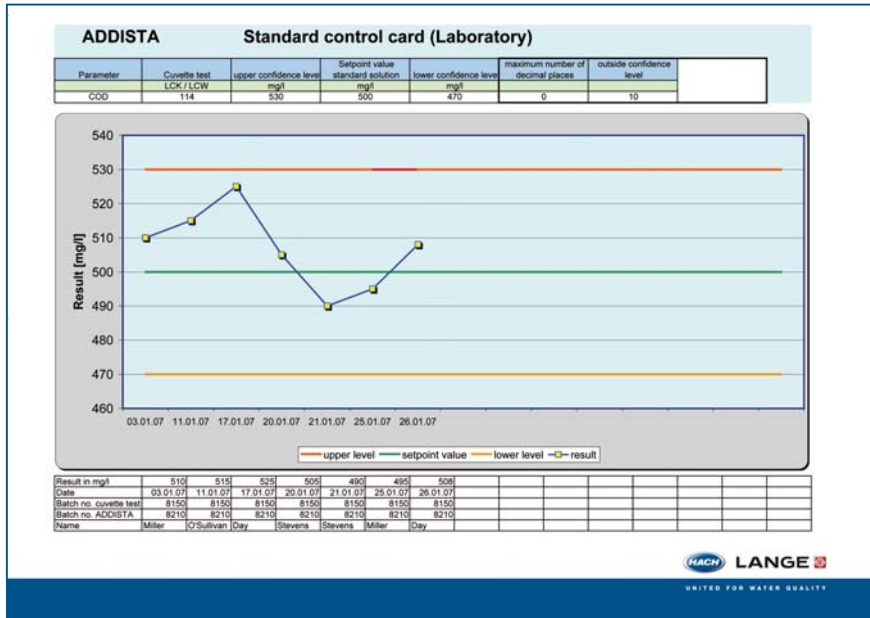 ADDISTA Standard control card (Laboratory)
Parameter Cuvette test upper confidence level Setpoint value standard solution lower confidence level maximum number of decimal places outside confidence level
LCK / LCW mg/l mg/l mg/l
COD 114 530 500 470 0 10
540
530
520
510
500
490
480
470
460
Result [mg/l]
03.01.07 11.01.07 17.01.07 20.01.07 21.01.07 25.01.07 26.01.07
upper level setpoint value lower level result
Result in mg/l 510 515 525 505 490 495 508
Date 03.01.07 11.01.07 17.01.07 20.01.07 21.01.07 25.01.07 26.01.07
Batch no. cuvette test 8150 8150 8150 8150 8150 8150 8150
Batch no. ADDISTA 8210 8210 8210 8210 8210 8210 8210
Name Miller O'Sullivan Day Stevens Stevens Miller Day
HACH LANGE
UNITED FOR WATER QUALITY